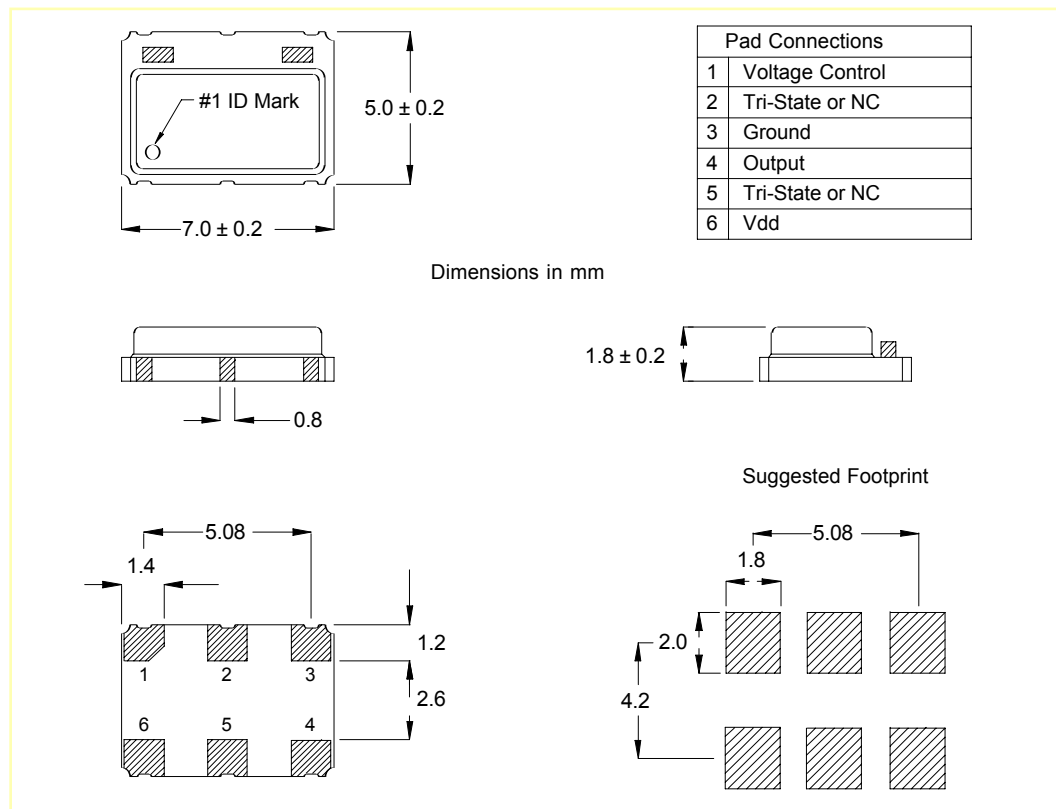 #1 ID Mark
5.0 ± 0.2
7.0 ± 0.2
Pad Connections
1 Voltage Control
2 Tri-State or NC
3 Ground
4 Output
5 Tri-State or NC
6 Vdd
Dimensions in mm
0.8
1.8 ± 0.2
5.08
1.4
1.2
1 2 3
2.6
6 5 4
Suggested Footprint
5.08
1.8
2.0
4.2